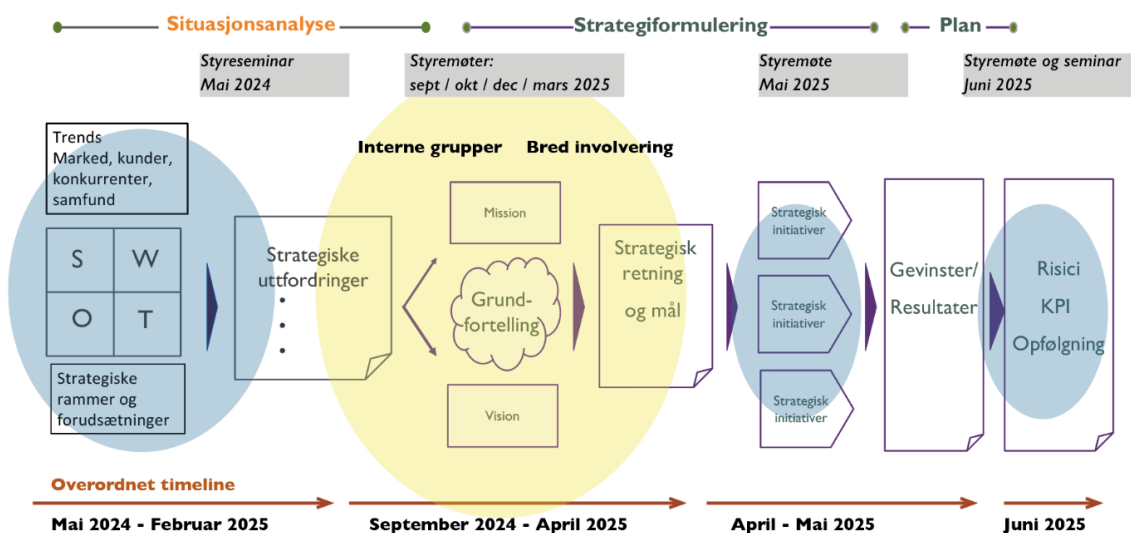 Situasjonsanalyse
Strategiformulering
Plan
Styreseminar
Mai 2024
Styremøter:
sept / okt / dec / mars 2025
Styremøte
Mai 2025
Styremøte og seminar
Juni 2025
Trends
Marked, kunder,
konkurrenter,
samfund
S W
O T
Strategiske
rammer og
forudsætninger
Strategiske
uttfordringer
•
•
•
Interne grupper
Bred involvering
Mission
Grund-
fortelling
Vision
Strategisk
retning
og mål
Strategisk
initiativer
Strategisk
initiativer
Strategisk
initiativer
Gevinster/
Resultater
Risici
KPI
Opfølgning
Overordnet timeline
Mai 2024 - Februar 2025
September 2024 - April 2025
April - Mai 2025
Juni 2025